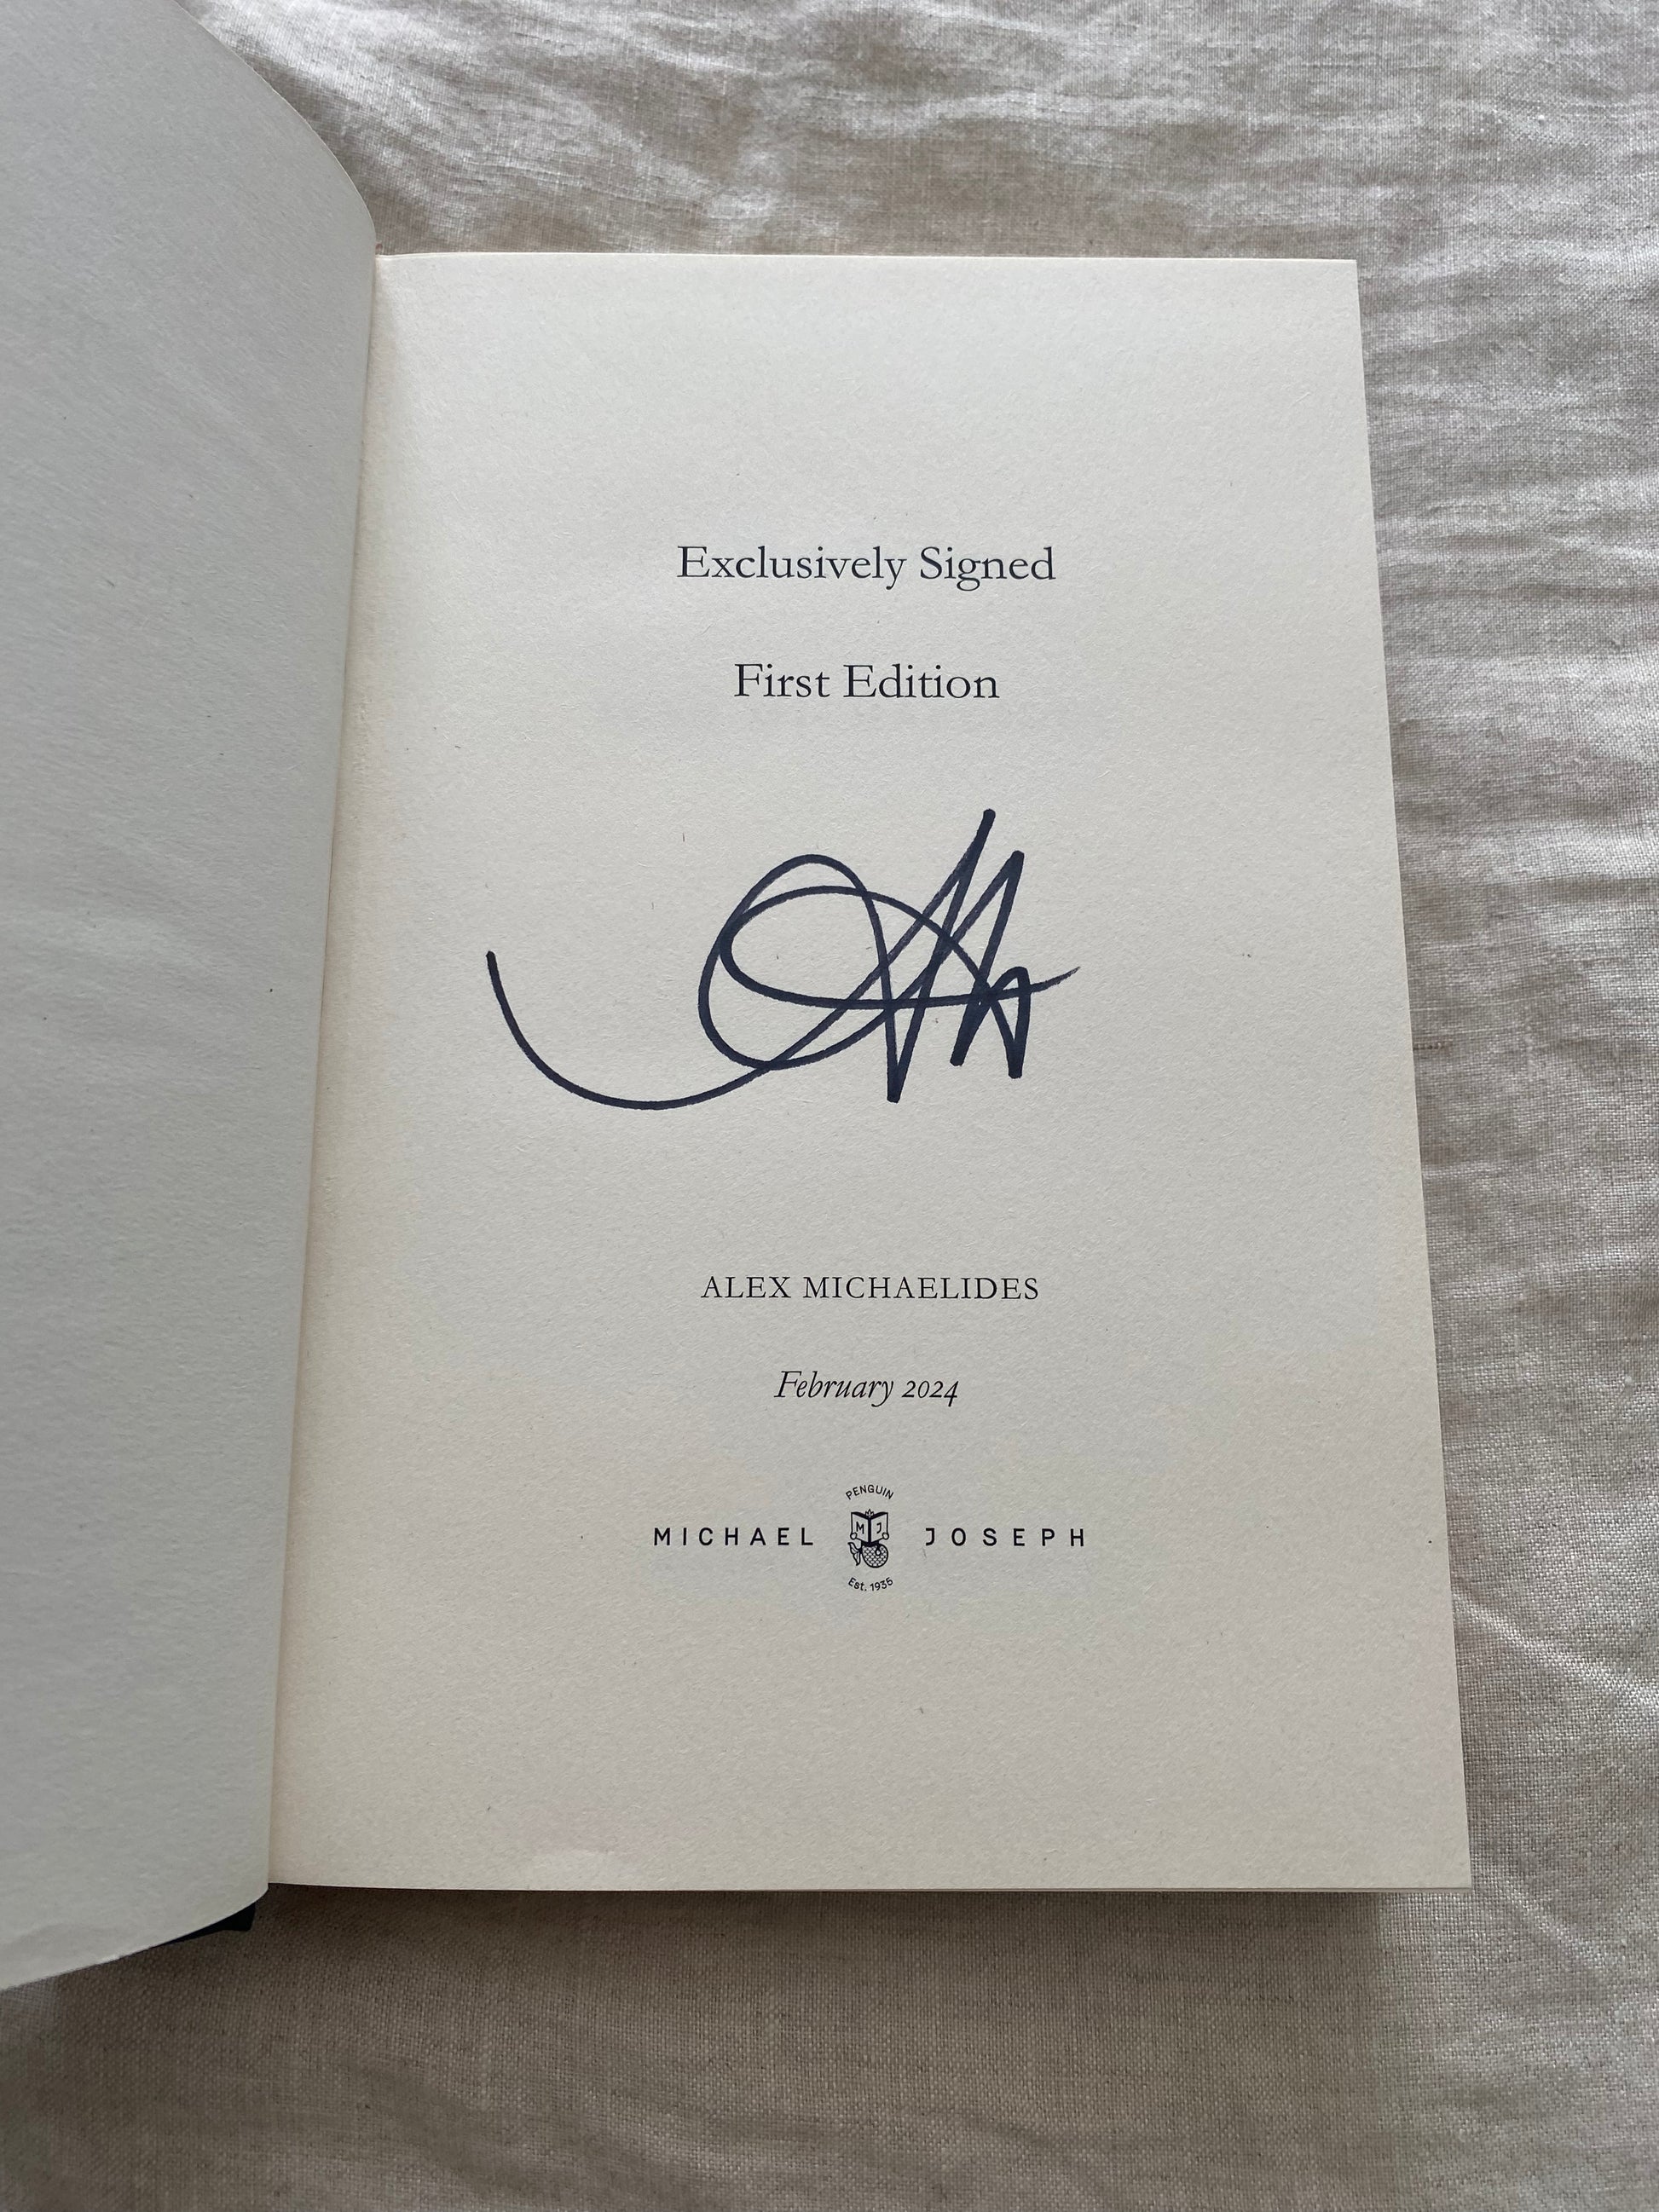 Exclusively Signed
First Edition
ALEX MICHAELIDES
February 2024
PENGUIN
MICHAEL MJ JOSEPH
Est. 1935